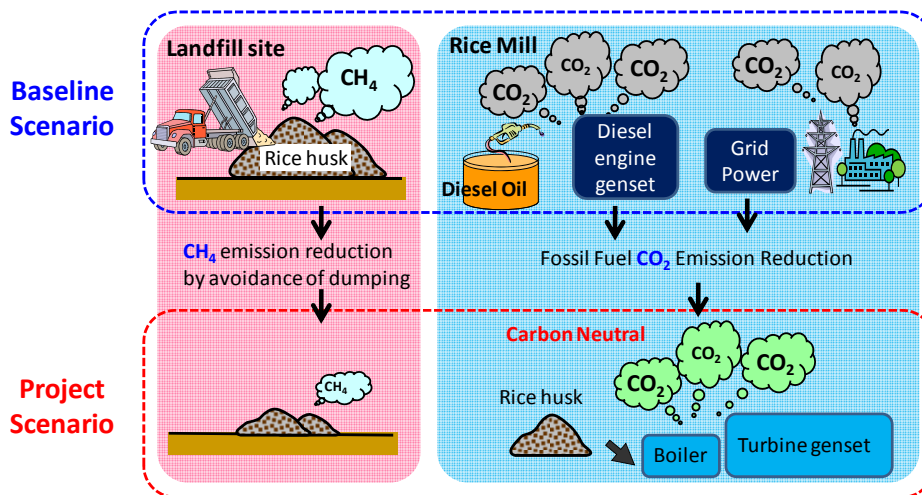 Baseline
Scenario
Landfill site
CH4
Rice husk
Rice Mill
CO2
CO2
CO2
CO2
CO2
Diesel Oil
Diesel
engine
genset
Grid
Power
CH4 emission reduction
by avoidance of dumping
Fossil Fuel CO2 Emission Reduction
Project
Scenario
CH4
Carbon Neutral
CO2
CO2
CO2
Rice husk
Boiler
Turbine genset